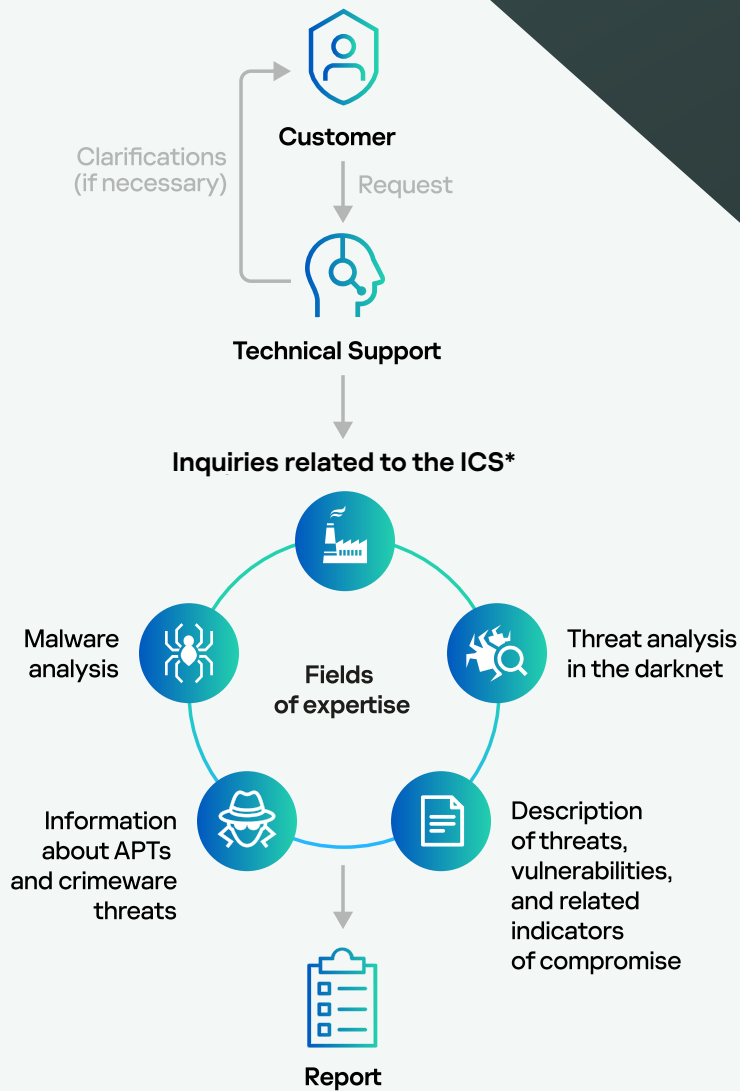 Customer
Clarifications
(if necessary)
Request
Technical Support
Inquiries related to the ICS*
Malware
analysis
Threat analysis
in the darknet
Fields
of expertise
Information
about APTs
and crimeware
threats
Description
of threats,
vulnerabilities,
and related
indicators
of compromise
Report